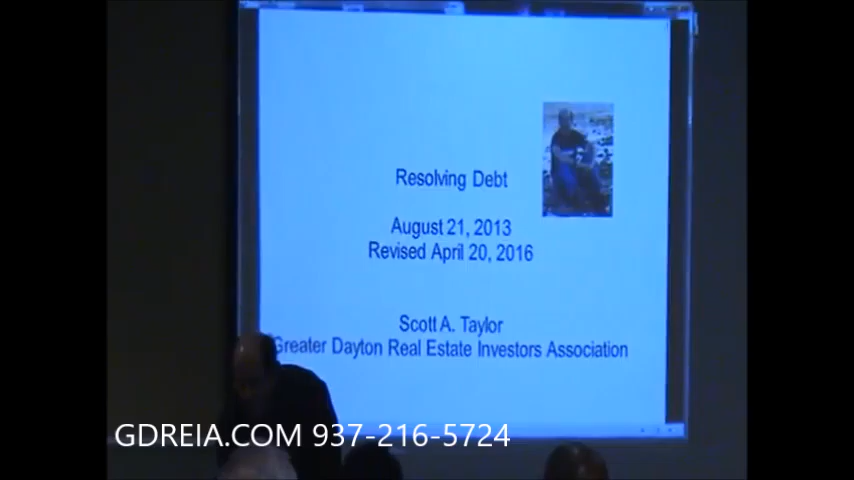 Resolving Debt
August 21, 2013
Revised April 20, 2016
Scott A. Taylor
Greater Dayton Real Estate Investors Association
GDREIA.COM 937-216-5724